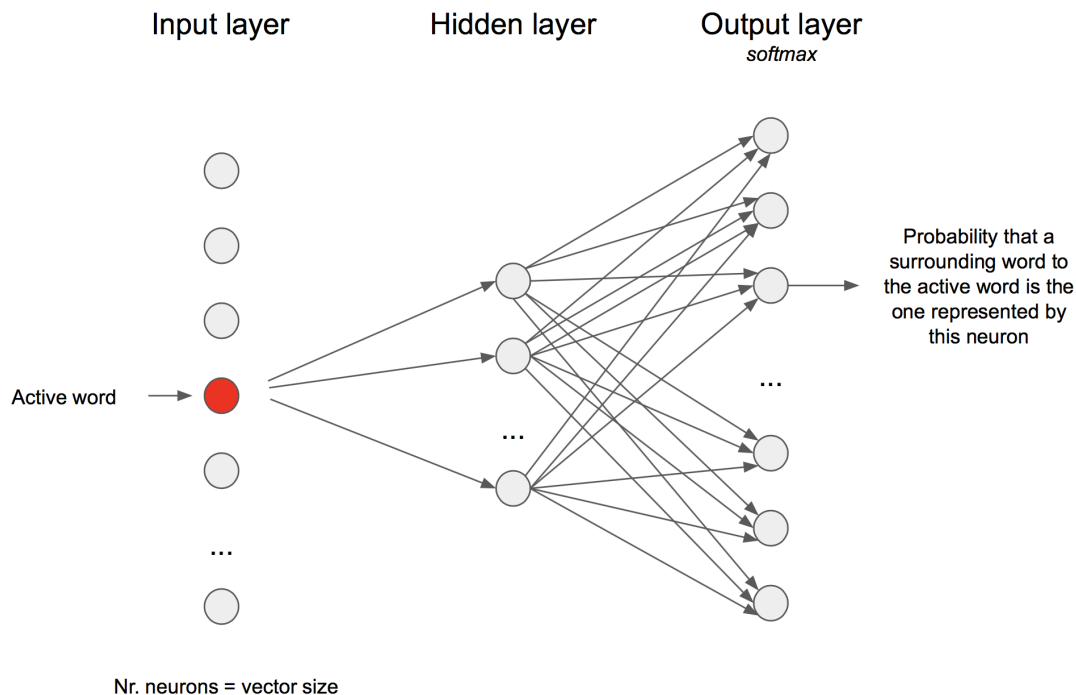 Input layer
Hidden layer
Output layer
softmax
Active word
...
...
...
Probability that a
surrounding word to
the active word is the
one represented by
this neuron
Nr. neurons = vector size